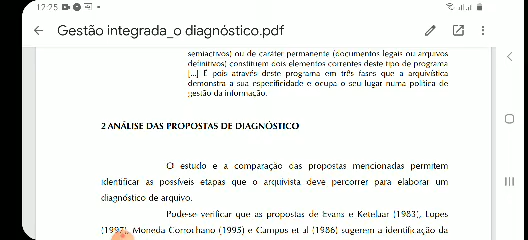 12:25
Gestão integrada_o diagnóstico.pdf
semiactivos) ou de caráter permanente (documentos legais ou arquivos
definitivos) constituem dois elementos correntes deste tipo de programa
[...] É pois através deste programa em três fases que a arquivística
demonstra a sua especificidade e ocupa o seu lugar numa política de
gestão da informação.
2 ANÁLISE DAS PROPOSTAS DE DIAGNÓSTICO
O estudo e a comparação das propostas mencionadas permitem
identificar as possíveis etapas que o arquivista deve percorrer para elaborar um
diagnóstico de arquivo.
Pode-se verificar que as propostas de Evans e Ketelaar (1983), Lopes
(1997), Moneda Corrochano (1995) e Campos et al (1986) sugerem a identificação da